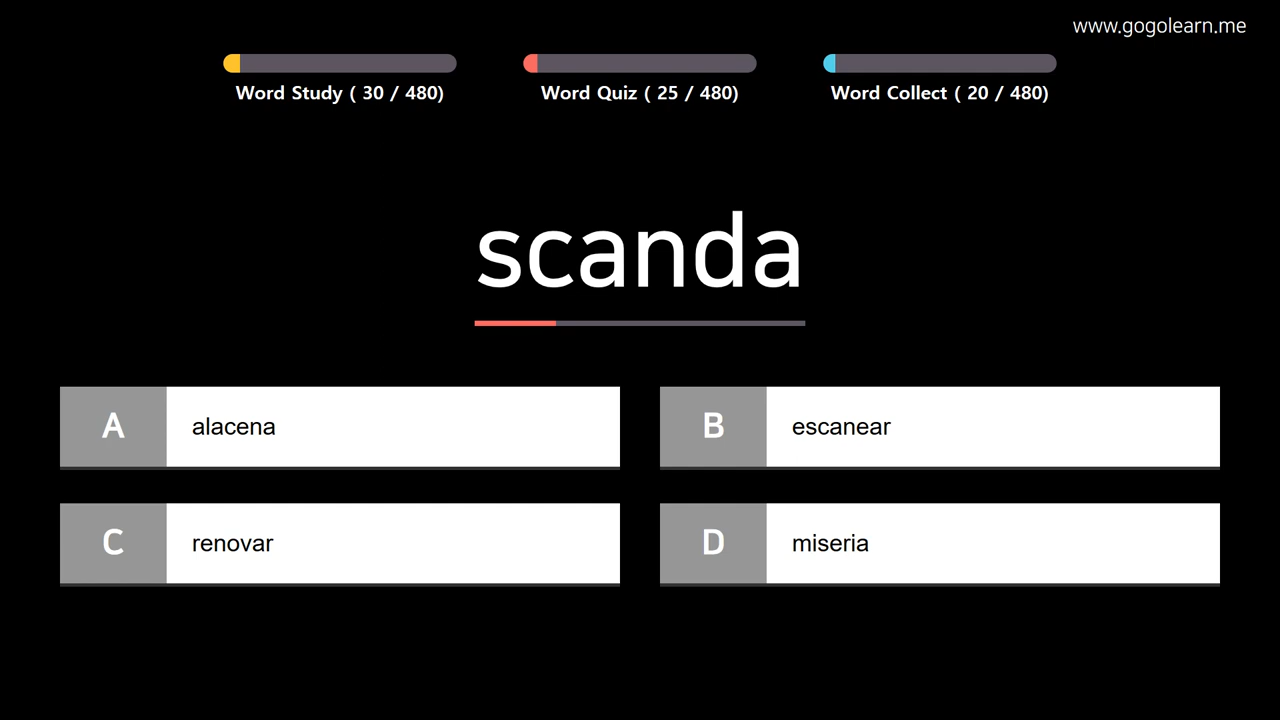 www.gogolearn.me
Word Study ( 30 / 480)
Word Quiz ( 25 / 480)
Word Collect ( 20 / 480)
scanda
A alacena
B escanear
C renovar
D miseria